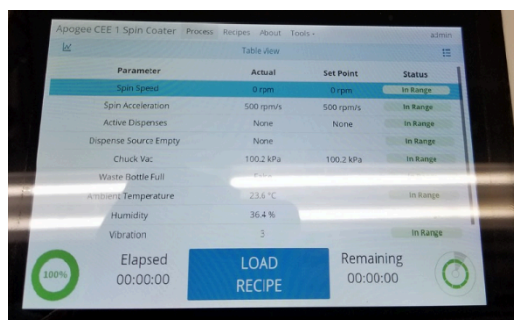 Apogee CEE 1 Spin Coater Process Recipes About Tools admin
Table View
Parameter Actual Set Point Status
Spin Speed 0 rpm 0 rpm In Range
Spin Acceleration 500 rpm/s 500 rpm/s In Range
Active Dispenses None None In Range
Dispense Source Empty None In Range
Chuck Vac 100.2 kPa 100.2 kPa In Range
Waste Bottle Full
Ambient Temperature 23.6 °C In Range
Humidity 36.4 %
Vibration 3 In Range
100% Elapsed LOAD Remaining
00:00:00 RECIPE 00:00:00